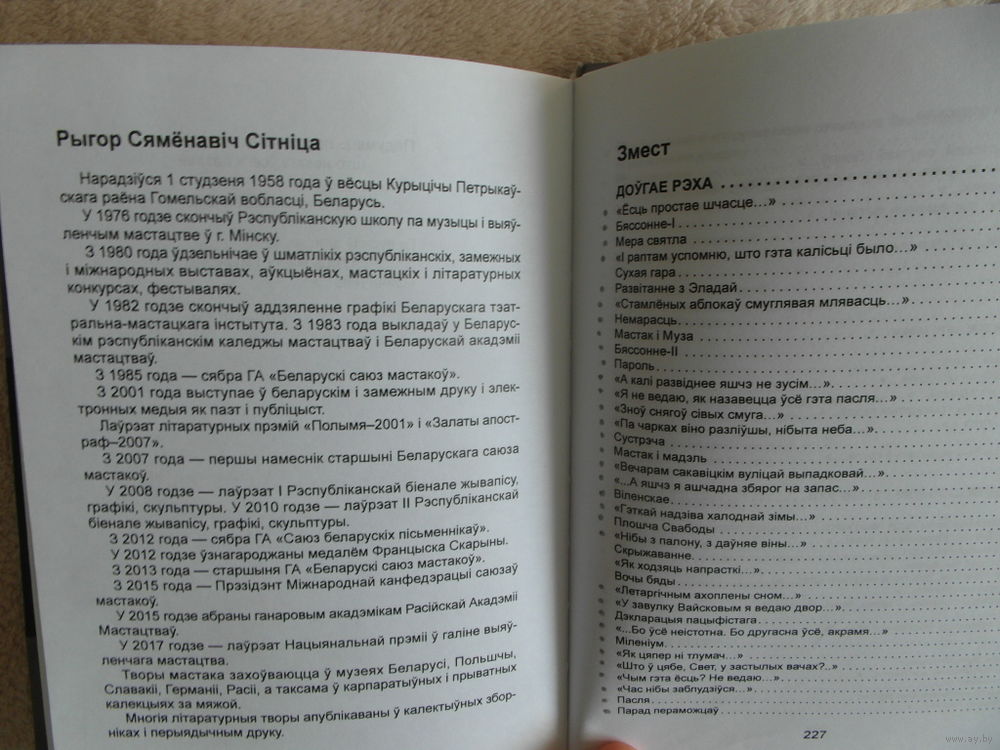 Рыгор Сямёнавіч Сітніца
Нарадзіўся 1 студзеня 1958 года ў вёсцы Курыцічы Петрыкаў-
скага раёна Гомельскай вобласці, Беларусь.
У 1976 годзе скончыў Рэспубліканскую школу па музыцы і выяў-
ленчым мастацтве ў г. Мінску.
З 1980 года ўдзельнічае ў шматлікіх рэспубліканскіх, замежных
і міжнародных выставах, аўкцыёнах, мастацкіх і літаратурных
конкурсах, фестывалях.
У 1982 годзе скончыў аддзяленне графікі Беларускага тэат-
ральна-мастацкага інстытута. З 1983 года выкладаў у Беларус-
кім рэспубліканскім каледжы мастацтваў і Беларускай акадэміі
мастацтваў.
З 1985 года — сябра ГА «Беларускі саюз мастакоў».
З 2001 года выступае ў беларускім і замежным друку і элек-
тронных медыя як паэт і публіцыст.
Лаўрэат літаратурных прэмій «Полымя–2001» і «Залаты апост-
раф–2007».
З 2007 года — першы намеснік старшыні Беларускага саюза
мастакоў.
У 2008 годзе — лаўрэат I Рэспубліканскай біенале жывапісу,
графікі, скульптуры. У 2010 годзе — лаўрэат II Рэспубліканскай
біенале жывапісу, графікі, скульптуры.
З 2012 года — сябра ГА «Саюз беларускіх пісьменнікаў».
У 2012 годзе ўзнагароджаны медалём Францыска Скарыны.
З 2013 года — старшыня ГА «Беларускі саюз мастакоў».
З 2015 года — Прэзідэнт Міжнароднай канфедэрацыі саюзаў
мастакоў.
У 2015 годзе абраны ганаровым акадэмікам Расійскай Акадэміі
Мастацтваў.
У 2017 годзе — лаўрэат Нацыянальнай прэміі ў галіне выяў-
ленчага мастацтва.
Творы мастака захоўваюцца ў музеях Беларусі, Польшчы,
Славакіі, Германіі, Расіі, а таксама ў карпаратыўных і прыватных
калекцыях за мяжой.
Многія літаратурныя творы апублікаваны ў калектыўных збор-
ніках і перыядычным друку.
Змест
ДОЎГАЕ РЭХА
«Ёсць простае шчасце...»
Бяссонне-I
Мера святла
«І раптам успомню, што гэта калісьці было...»
Сухая гара
Развітанне з Эладай
«Стамлёных аблокаў смуглявая млявасць...»
Немарасць
Мастак і Муза
Бяссонне-II
Пароль
«А калі развіднее яшчэ не зусім...»
«Я не ведаю, як назавецца ўсё гэта пасля...»
«Зноў снягоў сівых смуга...»
«Па чарках віно разліўшы, нібыта неба...»
Сустрэча
Мастак і мадэль
«Вечарам сакавіцкім вуліцай выпадковай...»
«...А яшчэ я ашчадна збярог на запас...»
Віленскае
«Гэткай надзіва халоднай зімы...»
Плошча Свабоды
«Нібы з палону, з даўняе віны...»
Скрыжаванне
«Як ходзяць напрасткі...»
Вочы бяды
«Летаргічным ахоплены сном...»
«У завулку Вайсковым я ведаю двор...»
Дэкларацыя пацыфістага
«...Бо ўсё неістотна. Бо другасна ўсё, акрамя...»
Міленіум
«Як цяпер ні тлумач...»
«Што ў цябе, Свет, у застылых вачах?..»
«Чым гэта ёсць? Не ведаю...»
«Час нібы заблудзіўся...»
Пасля
Парад пераможцаў
227
www.ay.by